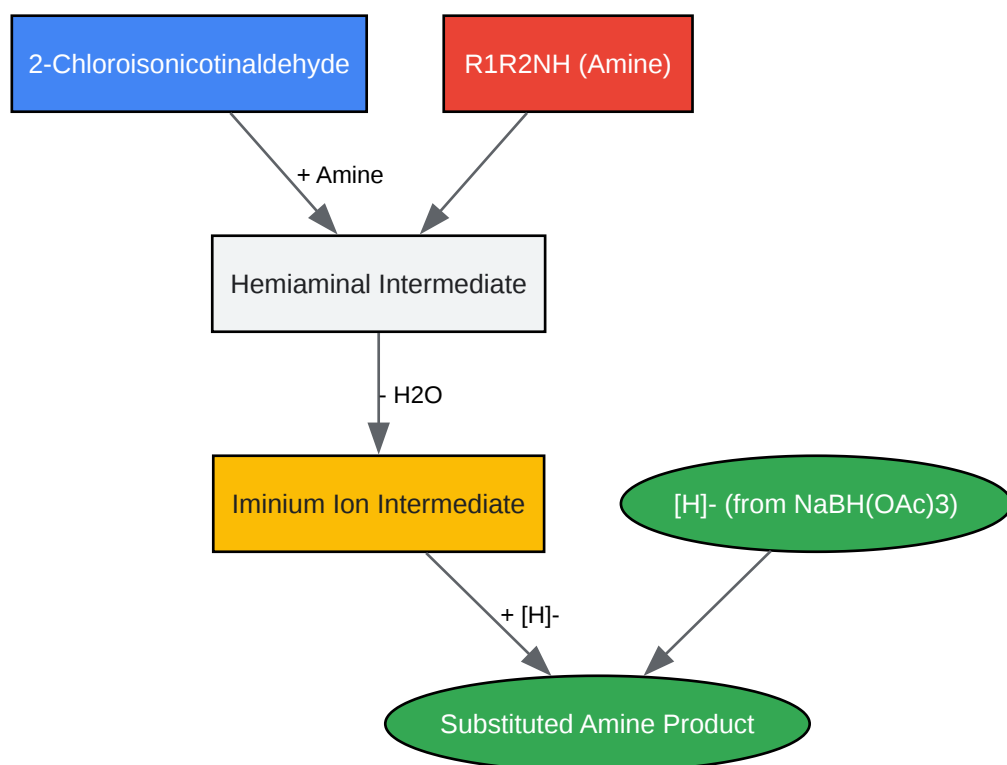 2-Chloroisonicotinaldehyde
R1R2NH (Amine)
+ Amine
Hemiaminal Intermediate
- H2O
Iminium Ion Intermediate
[H]- (from NaBH(OAc)3)
+ [H]-
Substituted Amine Product